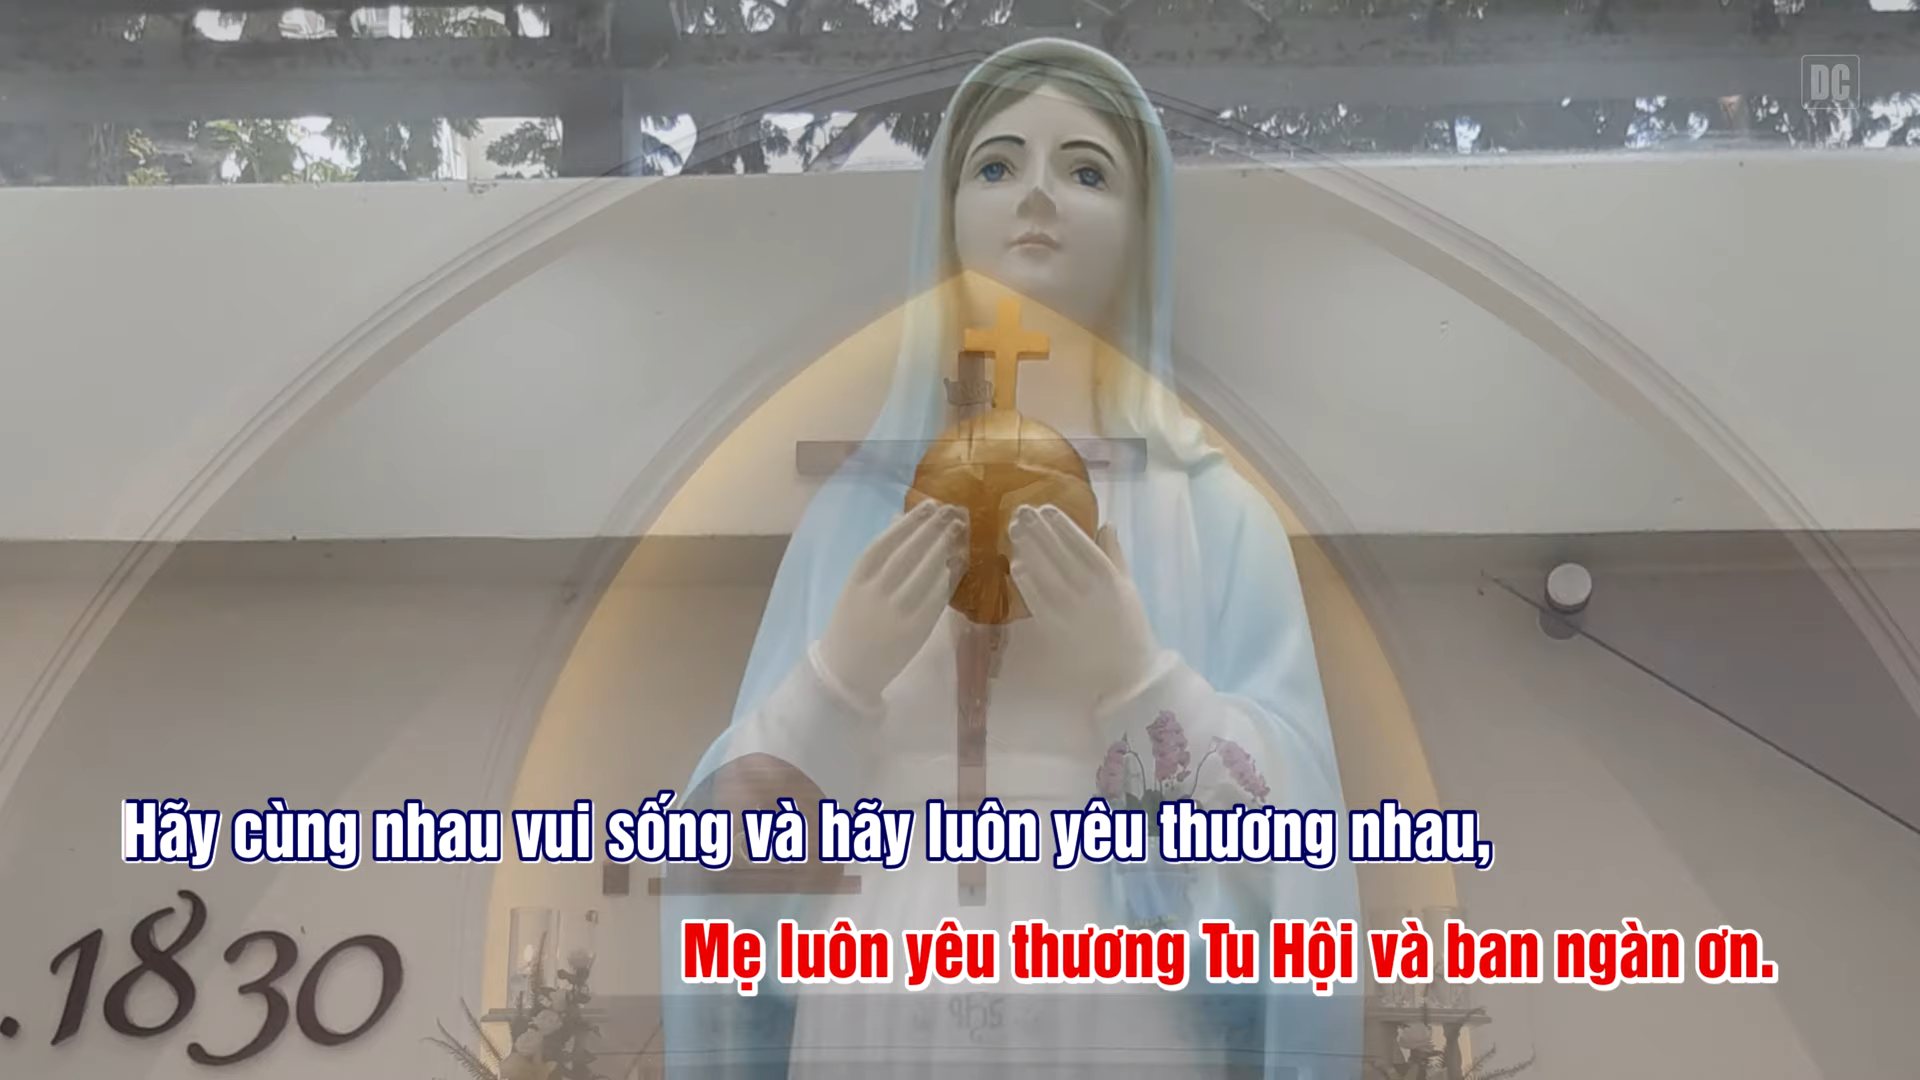 DC
Hãy cùng nhau vui sống và hãy luôn yêu thương nhau,
.1830
Mẹ luôn yêu thương Tu Hội và ban ngàn ơn.